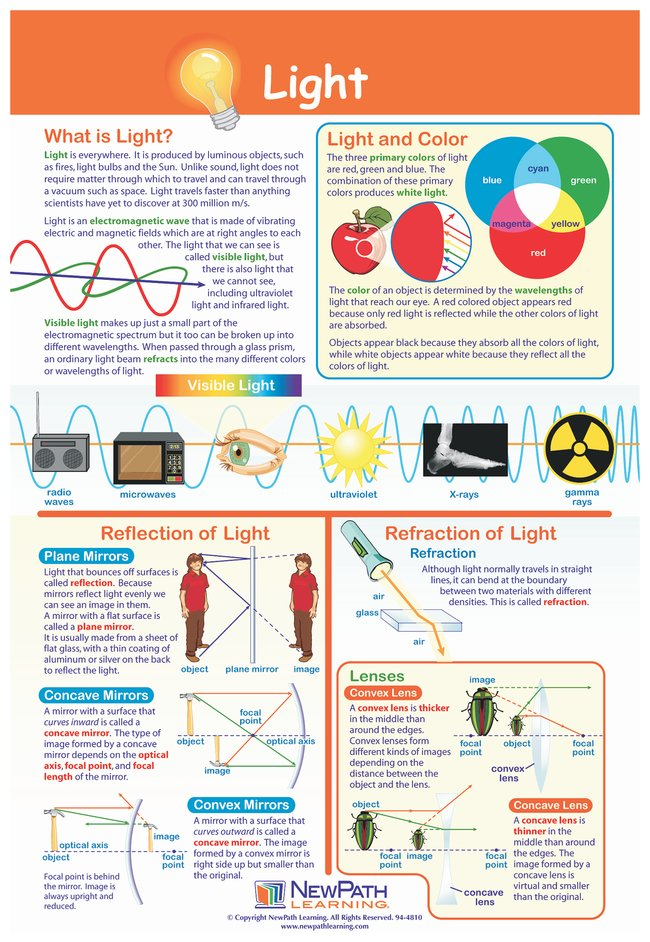 Light
What is Light?
Light is everywhere. It is produced by luminous objects, such
as fires, light bulbs and the Sun. Unlike sound, light does not
require matter through which to travel and can travel through
a vacuum such as space. Light travels faster than anything
scientists have yet to discover at 300 million m/s.
Light is an electromagnetic wave that is made of vibrating
electric and magnetic fields which are at right angles to each
other. The light that we can see is
called visible light, but
there is also light that
we cannot see,
including ultraviolet
light and infrared light.
Visible light makes up just a small part of the
electromagnetic spectrum but it too can be broken up into
different wavelengths. When passed through a glass prism,
an ordinary light beam refracts into the many different colors
or wavelengths of light.
Light and Color
The three primary colors of light
are red, green and blue. The
combination of these primary
colors produces white light.
blue
cyan
green
magenta
yellow
red
The color of an object is determined by the wavelengths of
light that reach our eye. A red colored object appears red
because only red light is reflected while the other colors of light
are absorbed.
Objects appear black because they absorb all the colors of light,
while white objects appear white because they reflect all the
colors of light.
Visible Light
radio
waves
microwaves
ultraviolet
X-rays
gamma
rays
Reflection of Light
Plane Mirrors
Light that bounces off surfaces is
called reflection. Because
mirrors reflect light evenly we
can see an image in them.
A mirror with a flat surface is
called a plane mirror.
It is usually made from a sheet of
flat glass, with a thin coating of
aluminum or silver on the back
to reflect the light.
object
plane mirror
image
Concave Mirrors
A mirror with a surface that
curves inward is called a
concave mirror. The type of
image formed by a concave
mirror depends on the optical
axis, focal point, and focal
length of the mirror.
object
focal
point
optical axis
image
Convex Mirrors
A mirror with a surface that
curves outward is called a
concave mirror. The image
formed by a convex mirror is
right side up but smaller than
the original.
optical axis
object
image
focal
point
Focal point is behind
the mirror. Image is
always upright and
reduced.
Refraction of Light
Refraction
Although light normally travels in straight
lines, it can bend at the boundary
between two materials with different
densities. This is called refraction.
air
glass
air
Lenses
Convex Lens
A convex lens is thicker
in the middle than
around the edges.
Convex lenses form
different kinds of images
depending on the
distance between the
object and the lens.
image
focal
point
object
focal
point
convex
lens
Concave Lens
A concave lens is
thinner in the
middle than around
the edges. The image
formed by a
concave lens is
virtual and smaller
than the original.
object
focal
point
image
focal
point
concave
lens
NewPath
LEARNING®
© Copyright NewPath Learning. All Rights Reserved. 94-4810
www.newpathlearning.com
2:15